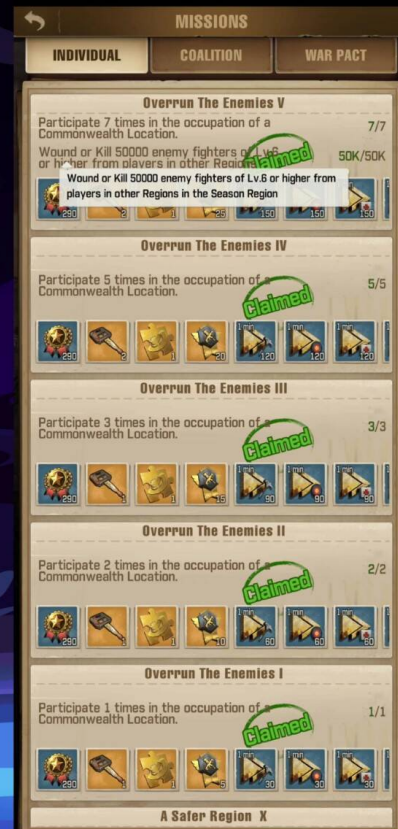 MISSIONS
INDIVIDUAL
COALITION
WAR PACT
Overrun The Enemies V
Participate 7 times in the occupation of a
Commonwealth Location.
7/7
Wound or Kill 50000 enemy fighters of Lv.6
or higher from players in other Regions
50K/50K
Claimed
Wound or Kill 50000 enemy fighters of Lv.6 or higher from
players in other Regions in the Season Region
290
25
150
150
150
Overrun The Enemies IV
Participate 5 times in the occupation of a
Commonwealth Location.
5/5
Claimed
1 min
1 min
1 min
290
2
1
20
120
120
120
Overrun The Enemies III
Participate 3 times in the occupation of a
Commonwealth Location.
3/3
Claimed
1 min
1 min
1 min
290
1
1
15
90
90
90
Overrun The Enemies II
Participate 2 times in the occupation of a
Commonwealth Location.
2/2
Claimed
1 min
1 min
1 min
290
1
1
10
60
60
60
Overrun The Enemies I
Participate 1 times in the occupation of a
Commonwealth Location.
1/1
Claimed
1 min
1 min
1 min
290
1
1
5
30
30
30
A Safer Region X